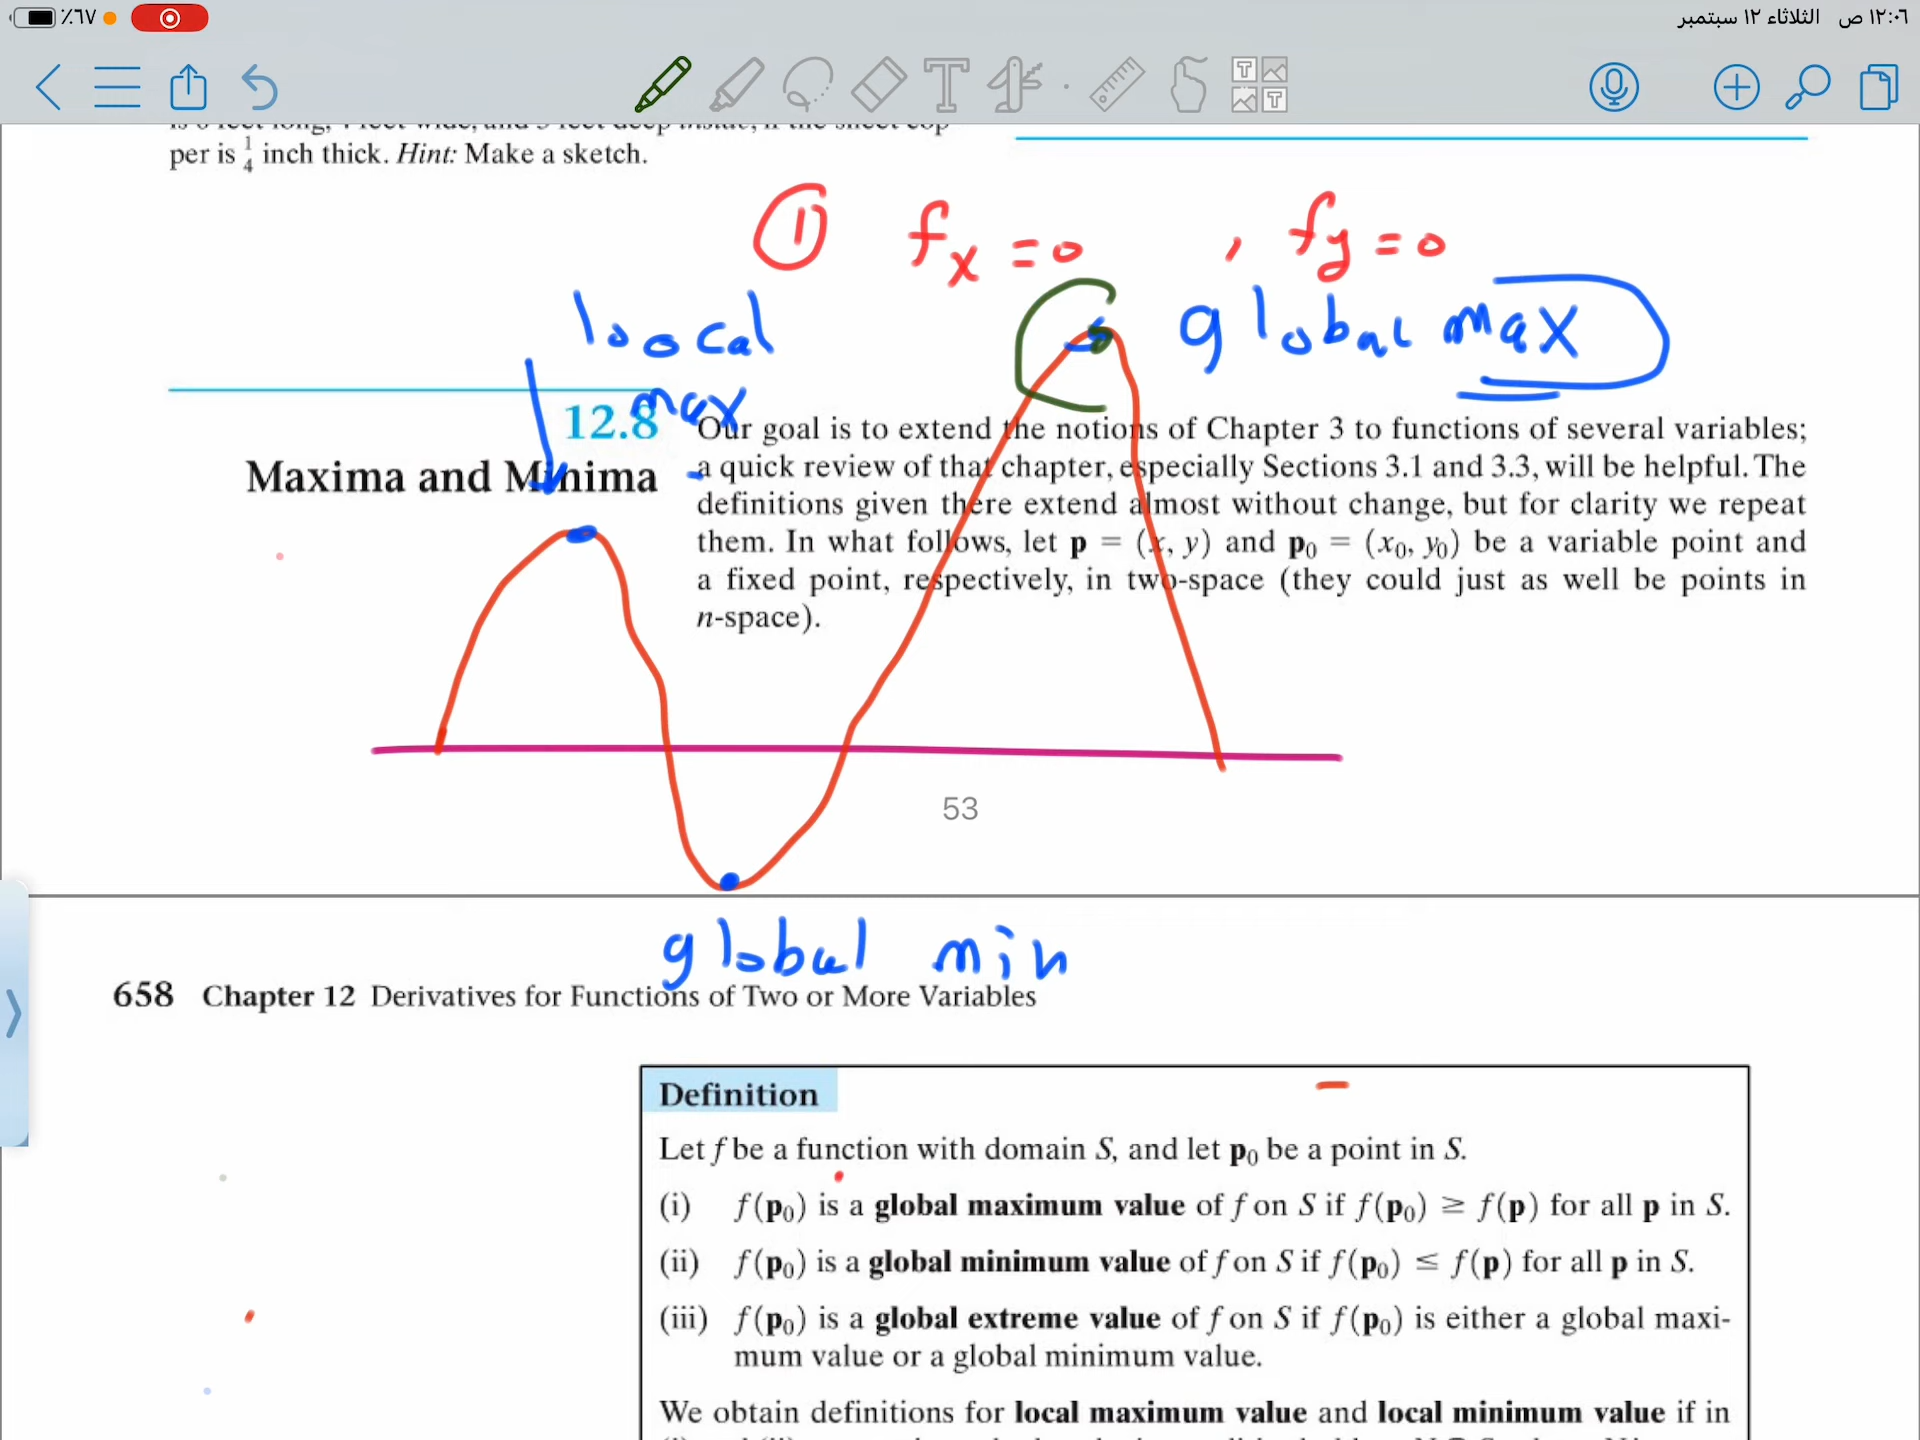 ٪٦٧
١٢:٠٦ ص الثلاثاء ١٢ سبتمبر
per is 1/4 inch thick. Hint: Make a sketch.
① fx = 0 , fy = 0
local
max
global max
12.8
Maxima and Minima
Our goal is to extend the notions of Chapter 3 to functions of several variables;
a quick review of that chapter, especially Sections 3.1 and 3.3, will be helpful. The
definitions given there extend almost without change, but for clarity we repeat
them. In what follows, let p = (x, y) and p₀ = (x₀, y₀) be a variable point and
a fixed point, respectively, in two-space (they could just as well be points in
n-space).
53
global min
658 Chapter 12 Derivatives for Functions of Two or More Variables
Definition
Let f be a function with domain S, and let p₀ be a point in S.
(i) f(p₀) is a global maximum value of f on S if f(p₀) ≥ f(p) for all p in S.
(ii) f(p₀) is a global minimum value of f on S if f(p₀) ≤ f(p) for all p in S.
(iii) f(p₀) is a global extreme value of f on S if f(p₀) is either a global maxi-
mum value or a global minimum value.
We obtain definitions for local maximum value and local minimum value if in